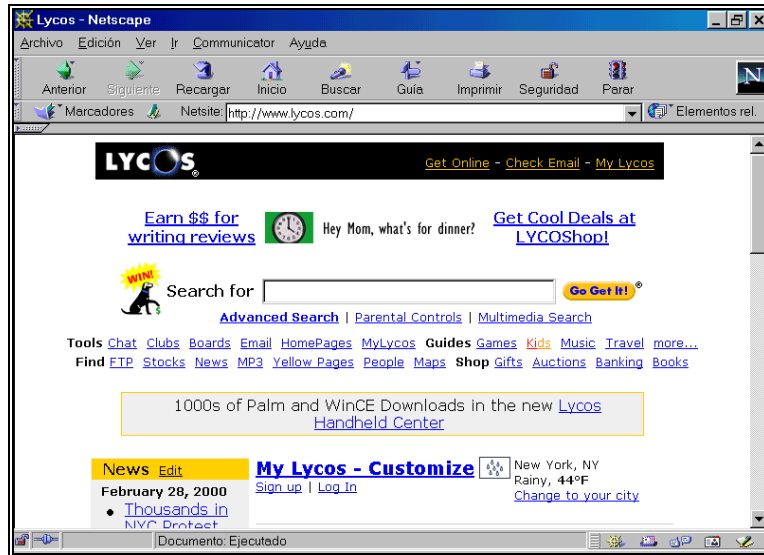 Lycos - Netscape
Archivo Edición Ver Ir Communicator Ayuda
Anterior Siguiente Recargar Inicio Buscar Guía Imprimir Seguridad Parar
N
Marcadores Netsite: http://www.lycos.com/ Elementos rel.
LYCOS® Get Online - Check Email - My Lycos
Earn $$ for
writing reviews
Hey Mom, what's for dinner?
Get Cool Deals at
LYCOShop!
WIN!
Search for Go Get It!®
Advanced Search | Parental Controls | Multimedia Search
Tools Chat Clubs Boards Email HomePages MyLycos Guides Games Kids Music Travel more...
Find FTP Stocks News MP3 Yellow Pages People Maps Shop Gifts Auctions Banking Books
1000s of Palm and WinCE Downloads in the new Lycos
Handheld Center
News Edit
February 28, 2000
• Thousands in
NYC Protest
My Lycos - Customize
Sign up | Log In
New York, NY
Rainy, 44ºF
Change to your city
Documento: Ejecutado